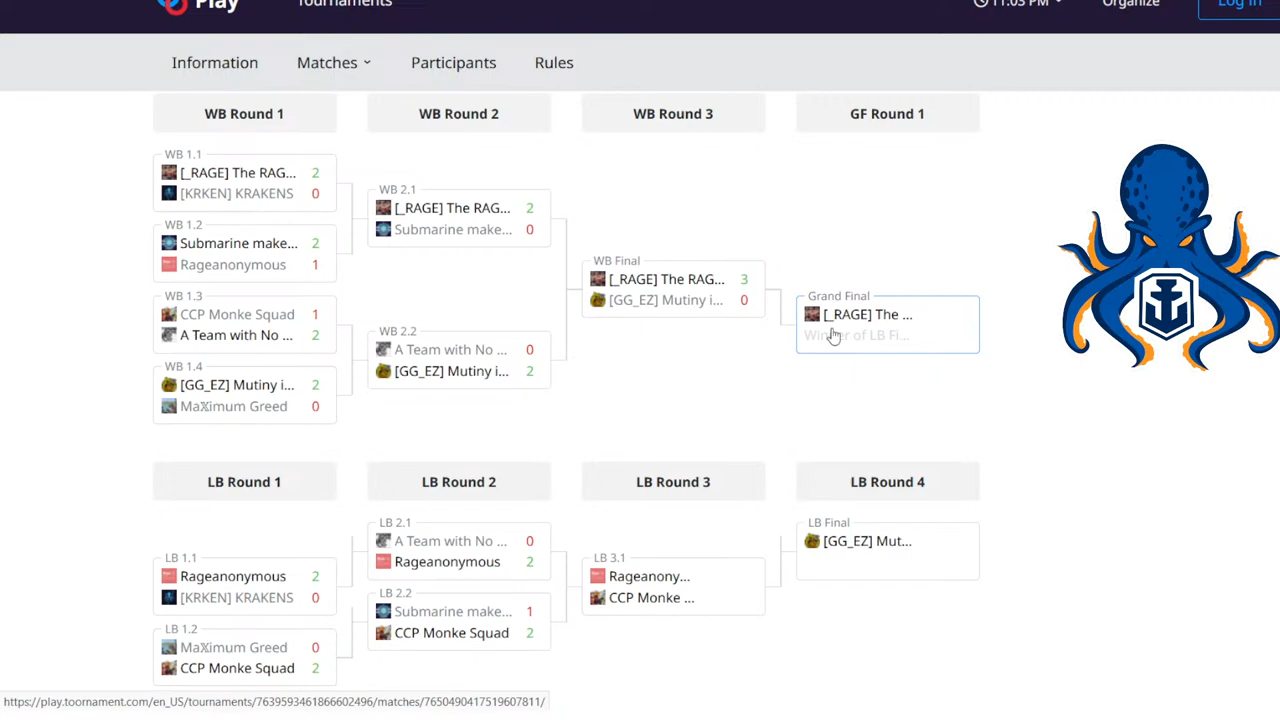 Play
Tournaments
11:03 PM
Organize
Log in
Information
Matches
Participants
Rules
WB Round 1
WB Round 2
WB Round 3
GF Round 1
WB 1.1
[_RAGE] The RAG... 2
[KRKEN] KRAKENS 0
WB 1.2
Submarine make... 2
Rageanonymous 1
WB 1.3
CCP Monke Squad 1
A Team with No ... 2
WB 1.4
[GG_EZ] Mutiny i... 2
Ma𝕏imum Greed 0
WB 2.1
[_RAGE] The RAG... 2
Submarine make... 0
WB 2.2
A Team with No ... 0
[GG_EZ] Mutiny i... 2
WB Final
[_RAGE] The RAG... 3
[GG_EZ] Mutiny i... 0
Grand Final
[_RAGE] The ...
Winner of LB Fi...
LB Round 1
LB Round 2
LB Round 3
LB Round 4
LB 1.1
Rageanonymous 2
[KRKEN] KRAKENS 0
LB 1.2
Ma𝕏imum Greed 0
CCP Monke Squad 2
LB 2.1
A Team with No ... 0
Rageanonymous 2
LB 2.2
Submarine make... 1
CCP Monke Squad 2
LB 3.1
Rageanony...
CCP Monke ...
LB Final
[GG_EZ] Mut...
https://play.toornament.com/en_US/tournaments/7639593461866602496/matches/7650490417519607811/